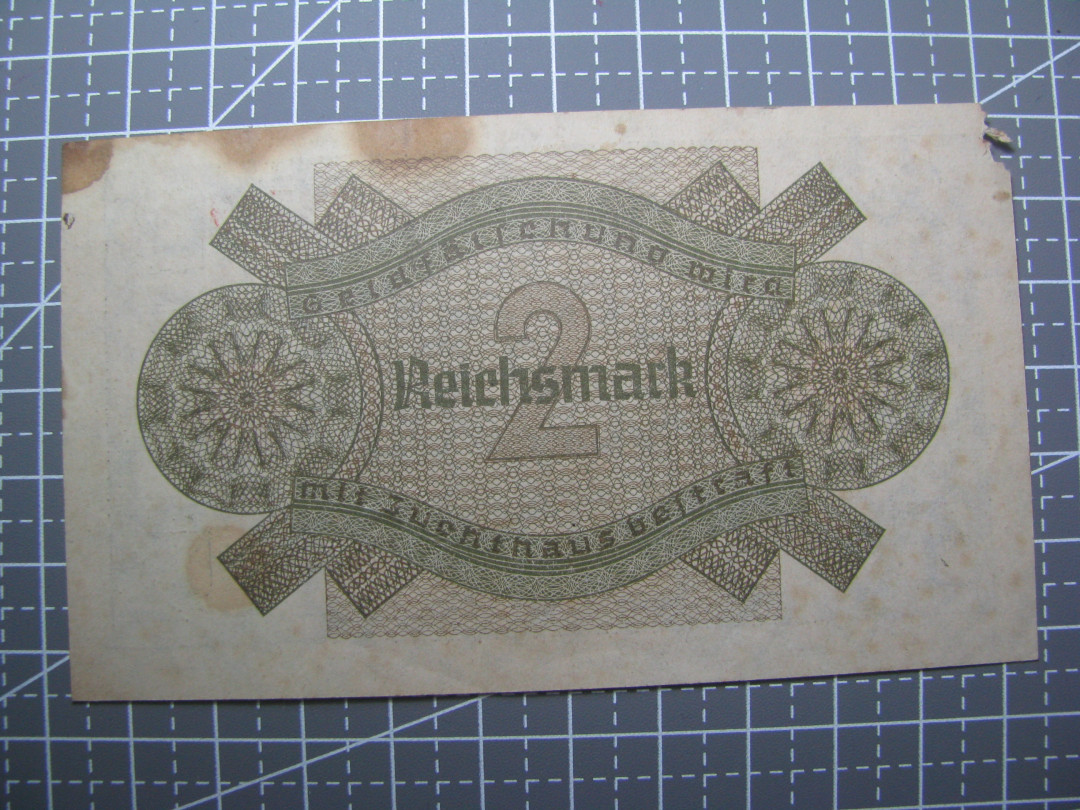 Geldfälschung wird
2
Reichsmark
mit Zuchthaus bestraft